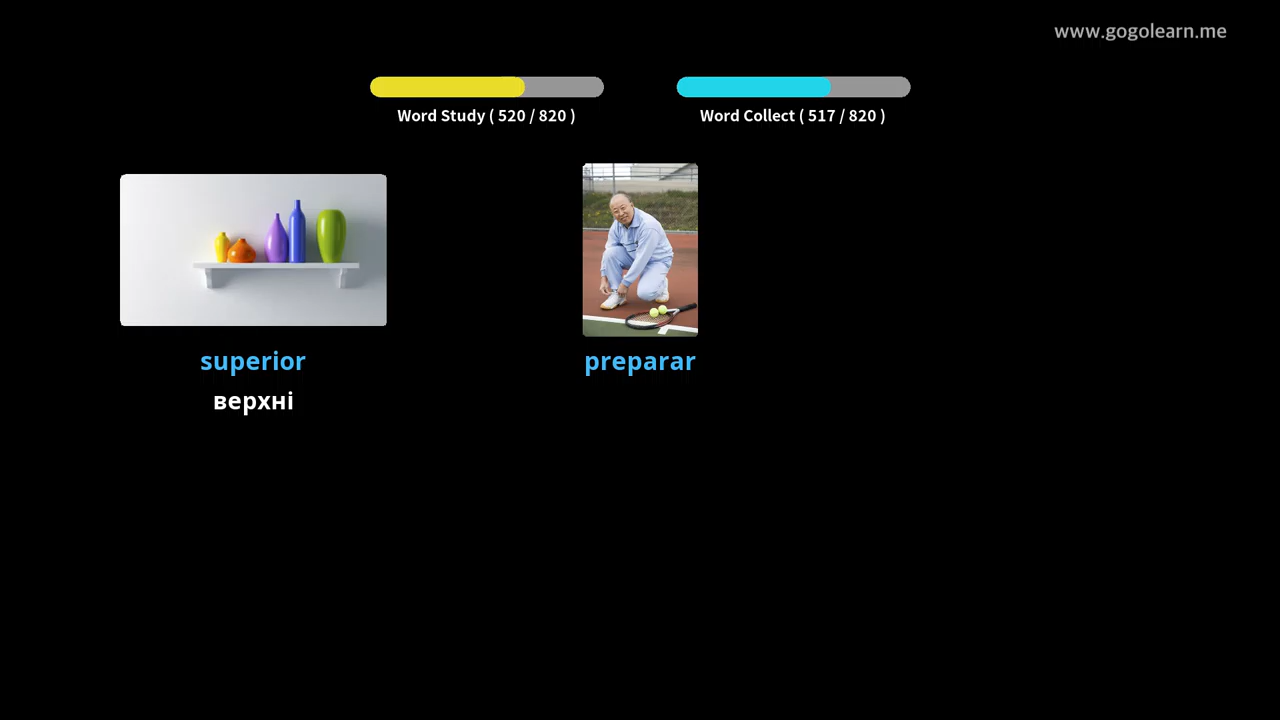 www.gogolearn.me
Word Study ( 520 / 820 )
Word Collect ( 517 / 820 )
superior
preparar
верхні